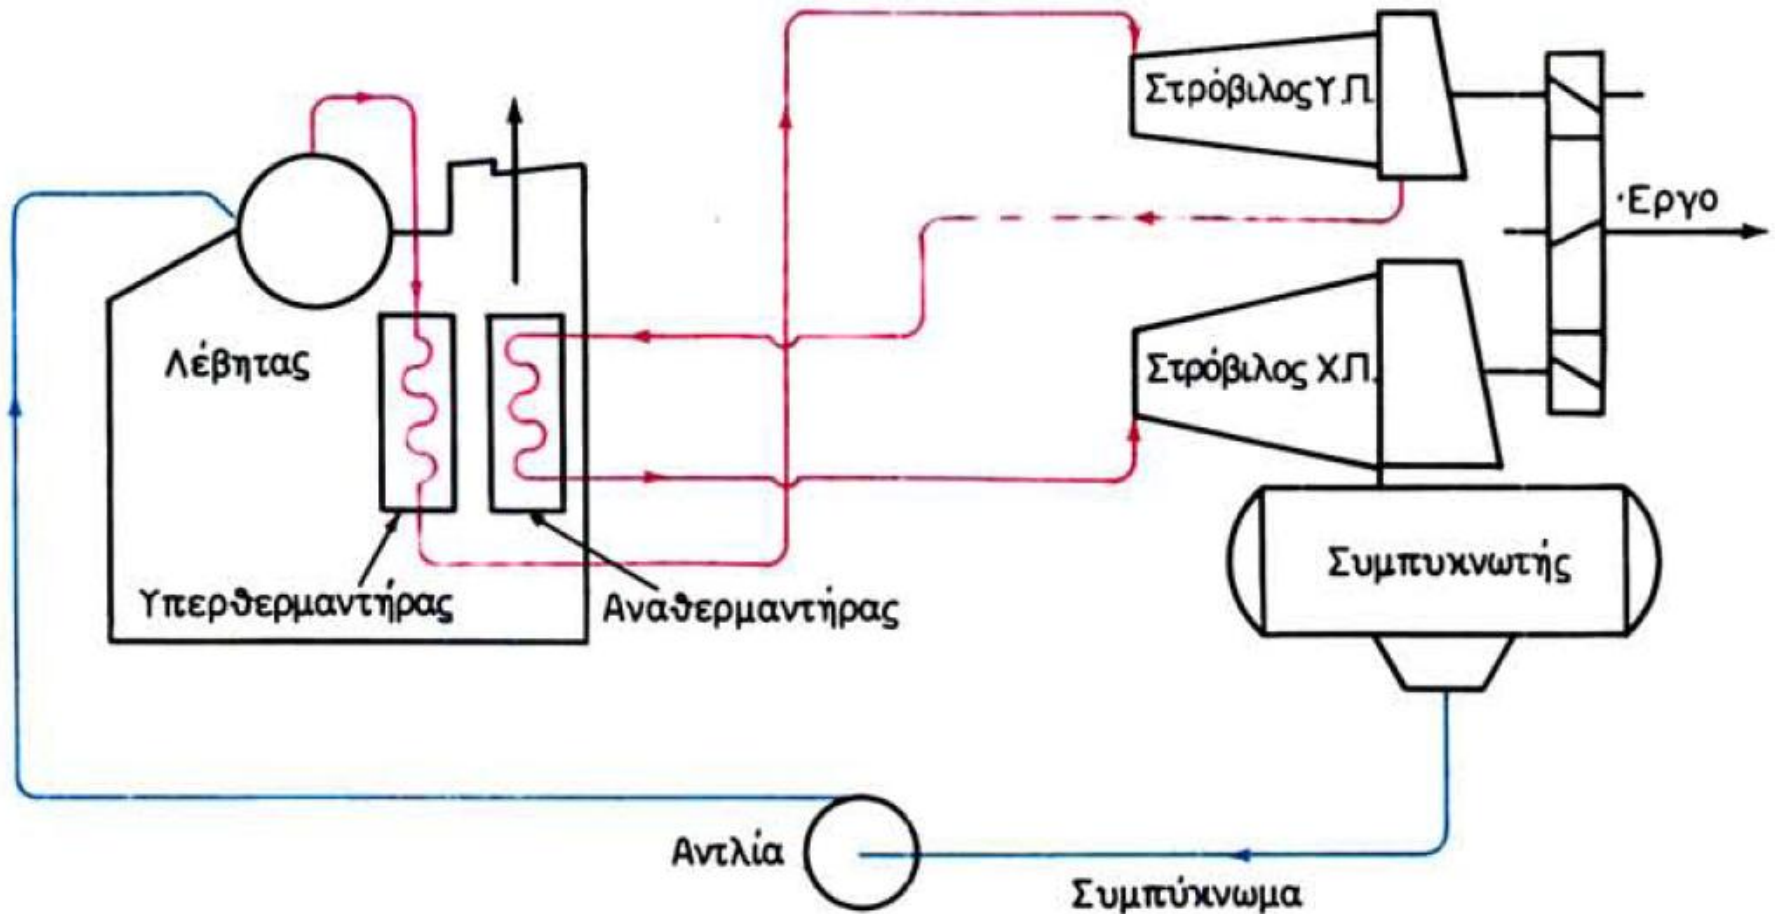 Στρόβιλος Υ.Π.
Έργο
Λέβητας
Στρόβιλος Χ.Π.
Συμπυκνωτής
Υπερθερμαντήρας
Αναθερμαντήρας
Αντλία
Συμπύκνωμα